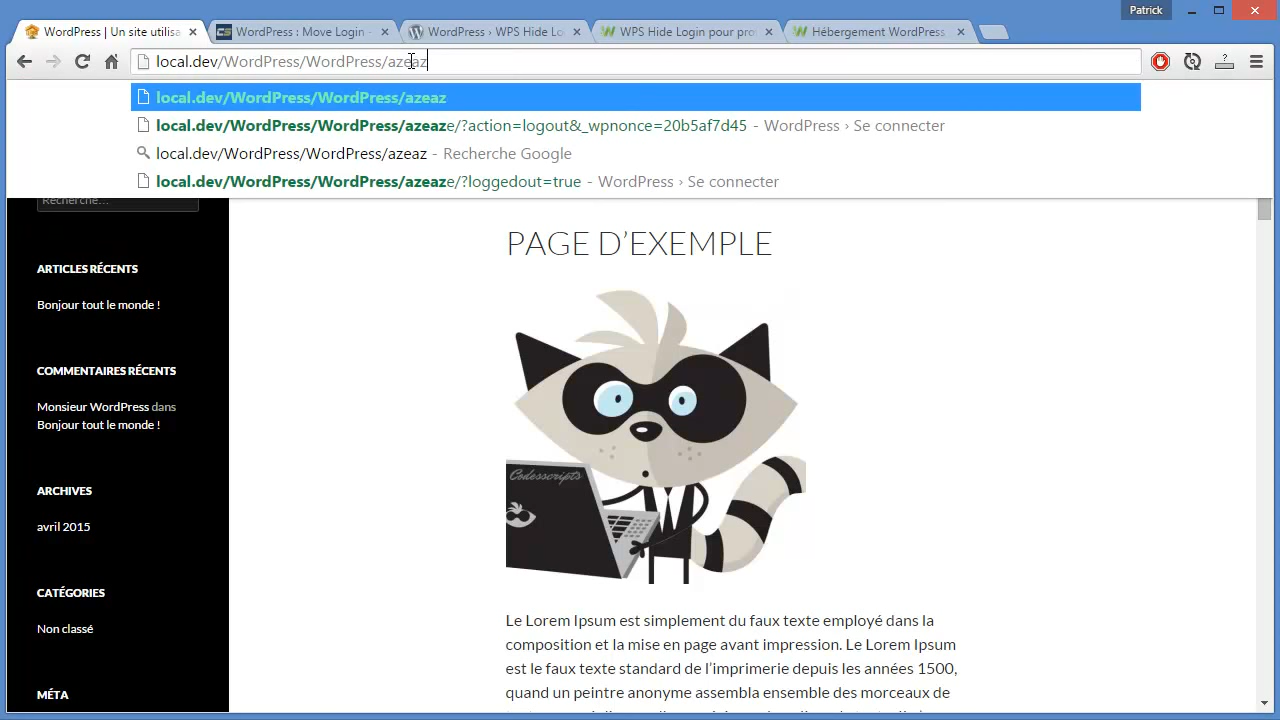 Patrick
WordPress | Un site utilisa
WordPress : Move Login -
WordPress › WPS Hide Lo
WPS Hide Login pour pro
Hébergement WordPress
local.dev/WordPress/WordPress/azeaz
local.dev/WordPress/WordPress/azeaz
local.dev/WordPress/WordPress/azeaze/?action=logout&_wpnonce=20b5af7d45 - WordPress › Se connecter
local.dev/WordPress/WordPress/azeaz - Recherche Google
local.dev/WordPress/WordPress/azeaze/?loggedout=true - WordPress › Se connecter
Recherche...
ARTICLES RÉCENTS
Bonjour tout le monde !
COMMENTAIRES RÉCENTS
Monsieur WordPress dans
Bonjour tout le monde !
ARCHIVES
avril 2015
CATÉGORIES
Non classé
MÉTA
PAGE D’EXEMPLE
Codesscripts
Le Lorem Ipsum est simplement du faux texte employé dans la
composition et la mise en page avant impression. Le Lorem Ipsum
est le faux texte standard de l’imprimerie depuis les années 1500,
quand un peintre anonyme assembla ensemble des morceaux de